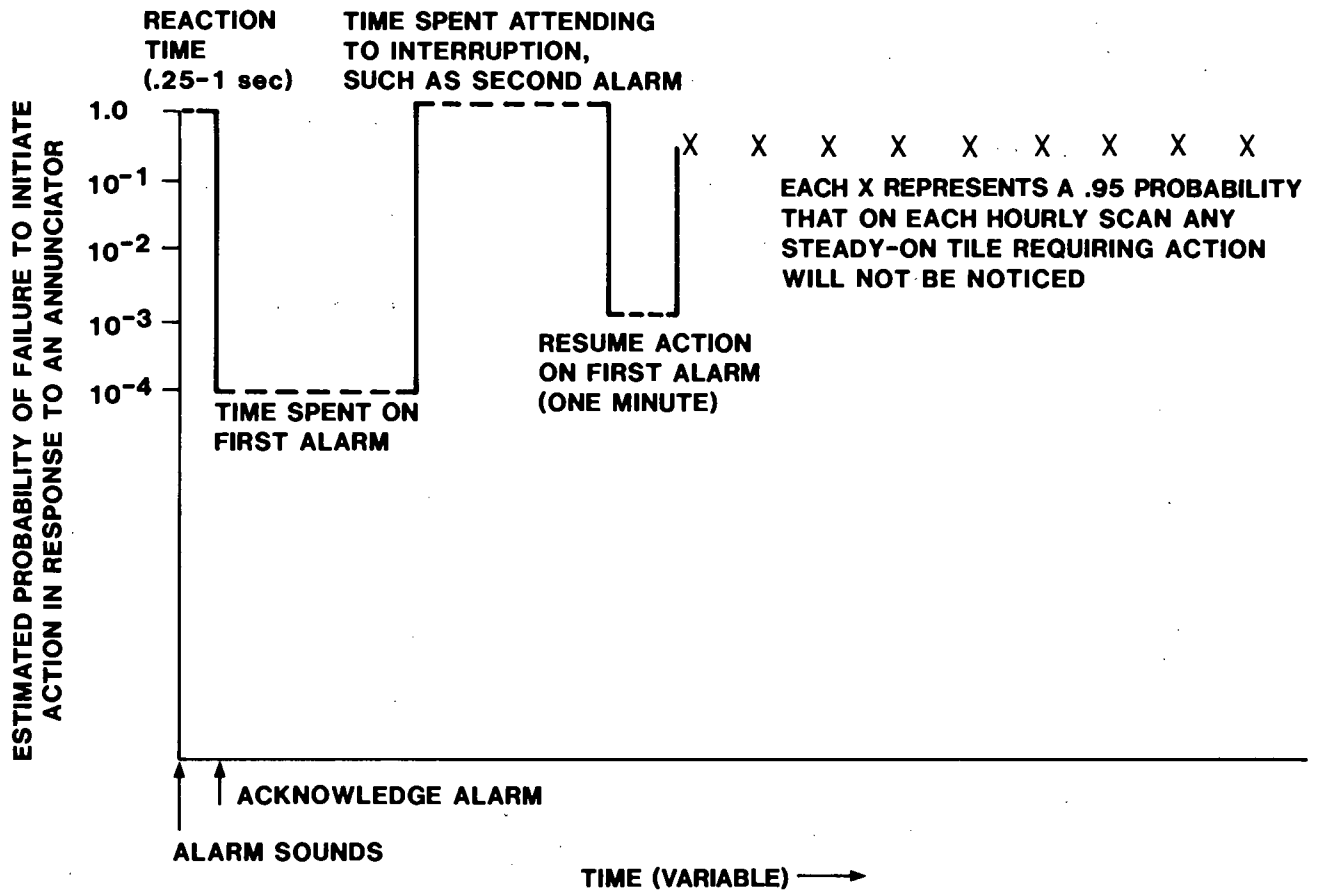 REACTION
TIME
(.25-1 sec)
TIME SPENT ATTENDING
TO INTERRUPTION,
SUCH AS SECOND ALARM
ESTIMATED PROBABILITY OF FAILURE TO INITIATE
ACTION IN RESPONSE TO AN ANNUNCIATOR
1.0
10-1
10-2
10-3
10-4
X X X X X X X X X
EACH X REPRESENTS A .95 PROBABILITY
THAT ON EACH HOURLY SCAN ANY
STEADY-ON TILE REQUIRING ACTION
WILL NOT BE NOTICED
RESUME ACTION
ON FIRST ALARM
(ONE MINUTE)
TIME SPENT ON
FIRST ALARM
ACKNOWLEDGE ALARM
ALARM SOUNDS
TIME (VARIABLE)